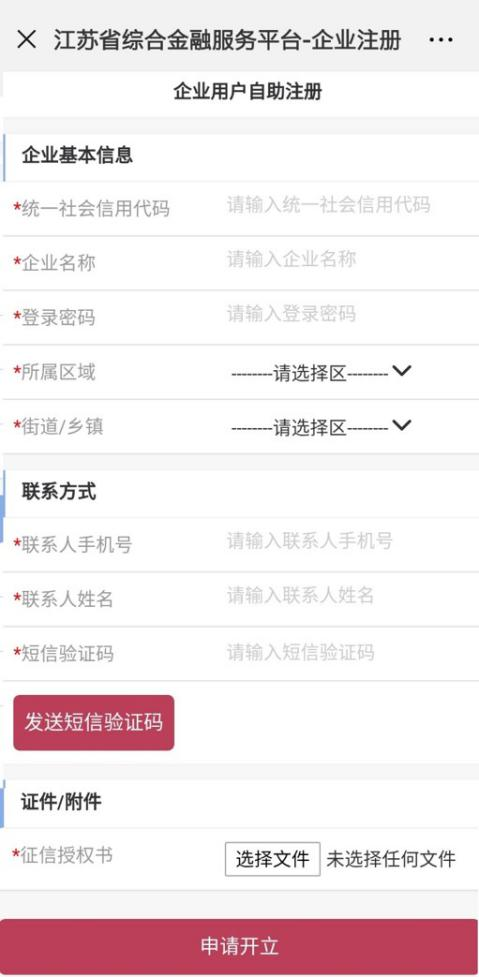 江苏省综合金融服务平台-企业注册
企业用户自助注册
企业基本信息
*统一社会信用代码 请输入统一社会信用代码
*企业名称 请输入企业名称
*登录密码 请输入登录密码
*所属区域 --------请选择区--------
*街道/乡镇 --------请选择区--------
联系方式
*联系人手机号 请输入联系人手机号
*联系人姓名 请输入联系人姓名
*短信验证码 请输入短信验证码
发送短信验证码
证件/附件
*征信授权书 选择文件 未选择任何文件
申请开立